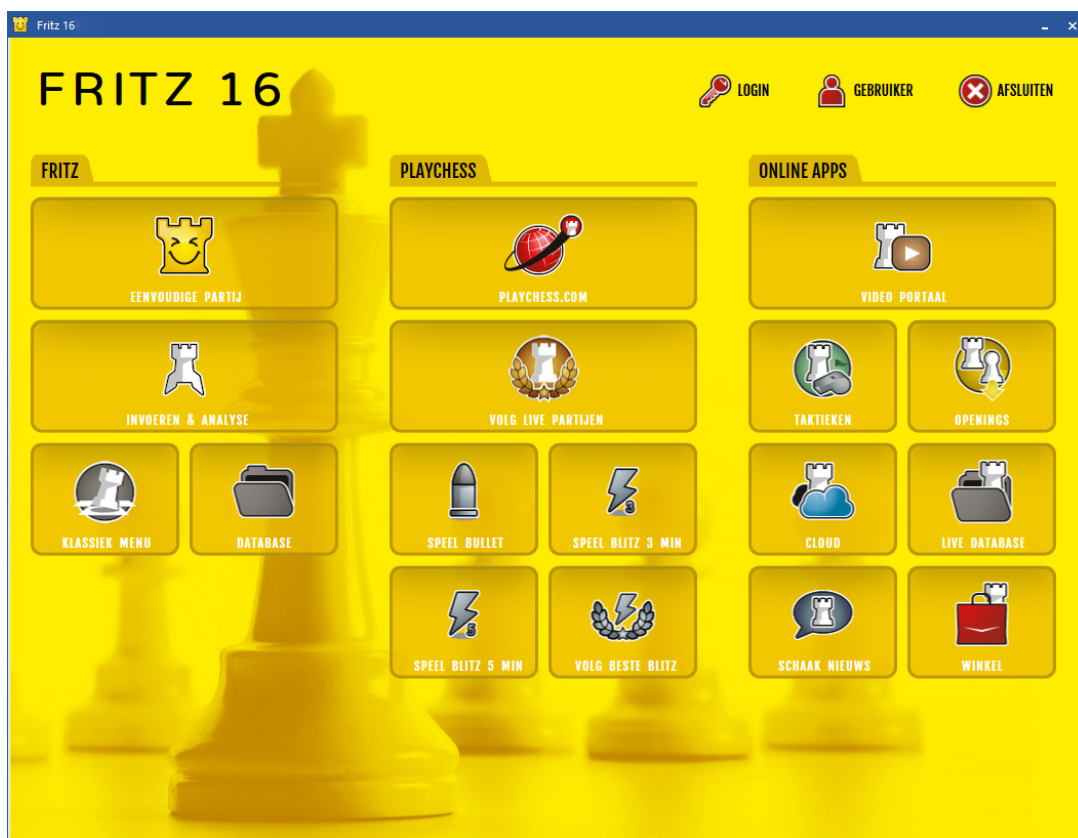 Fritz 16
FRITZ 16
LOGIN
GEBRUIKER
AFSLUITEN
FRITZ
EENVOUDIGE PARTIJ
INVOEREN & ANALYSE
KLASSIEK MENU
DATABASE
PLAYCHESS
PLAYCHESS.COM
VOLG LIVE PARTIJEN
SPEEL BULLET
3
SPEEL BLITZ 3 MIN
5
SPEEL BLITZ 5 MIN
VOLG BESTE BLITZ
ONLINE APPS
VIDEO PORTAAL
TAKTIEKEN
OPENINGS
CLOUD
LIVE DATABASE
SCHAAK NIEUWS
WINKEL